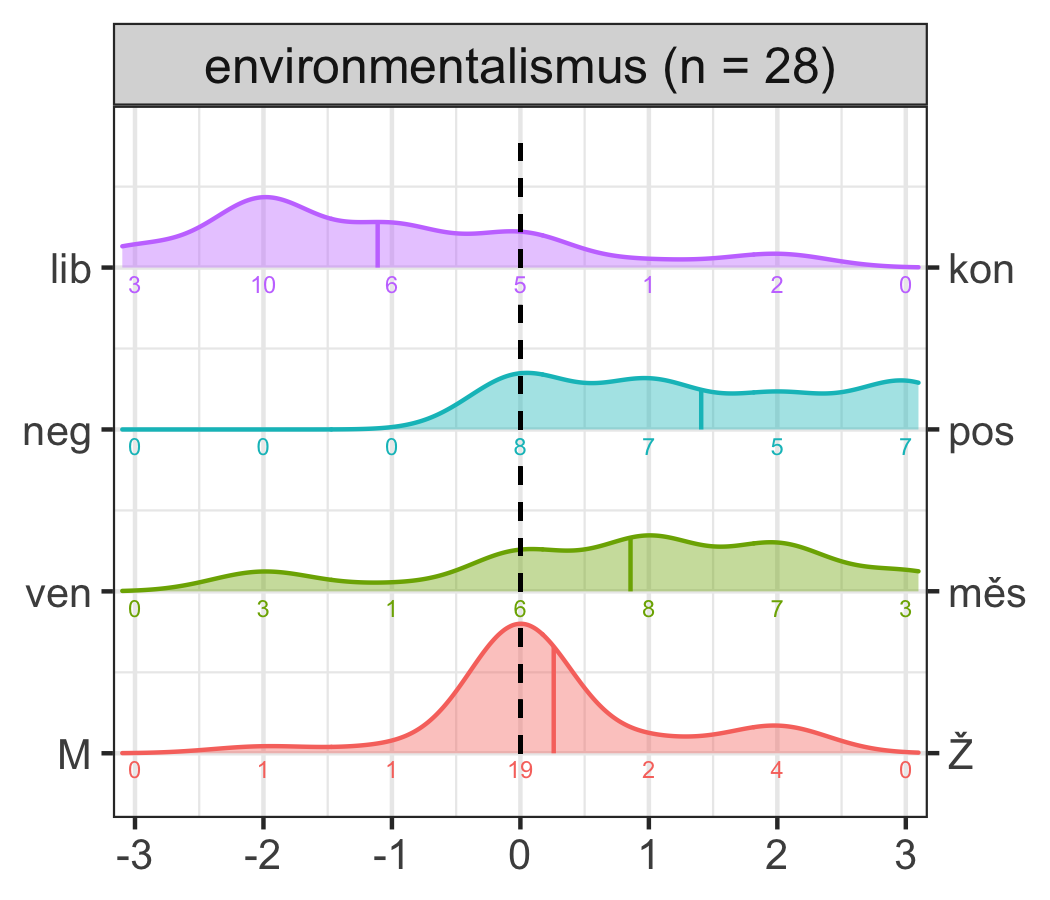 environmentalismus (n = 28)
lib kon
3 10 6 5 1 2 0
neg pos
0 0 0 8 7 5 7
ven měs
0 3 1 6 8 7 3
M Ž
0 1 1 19 2 4 0
-3 -2 -1 0 1 2 3